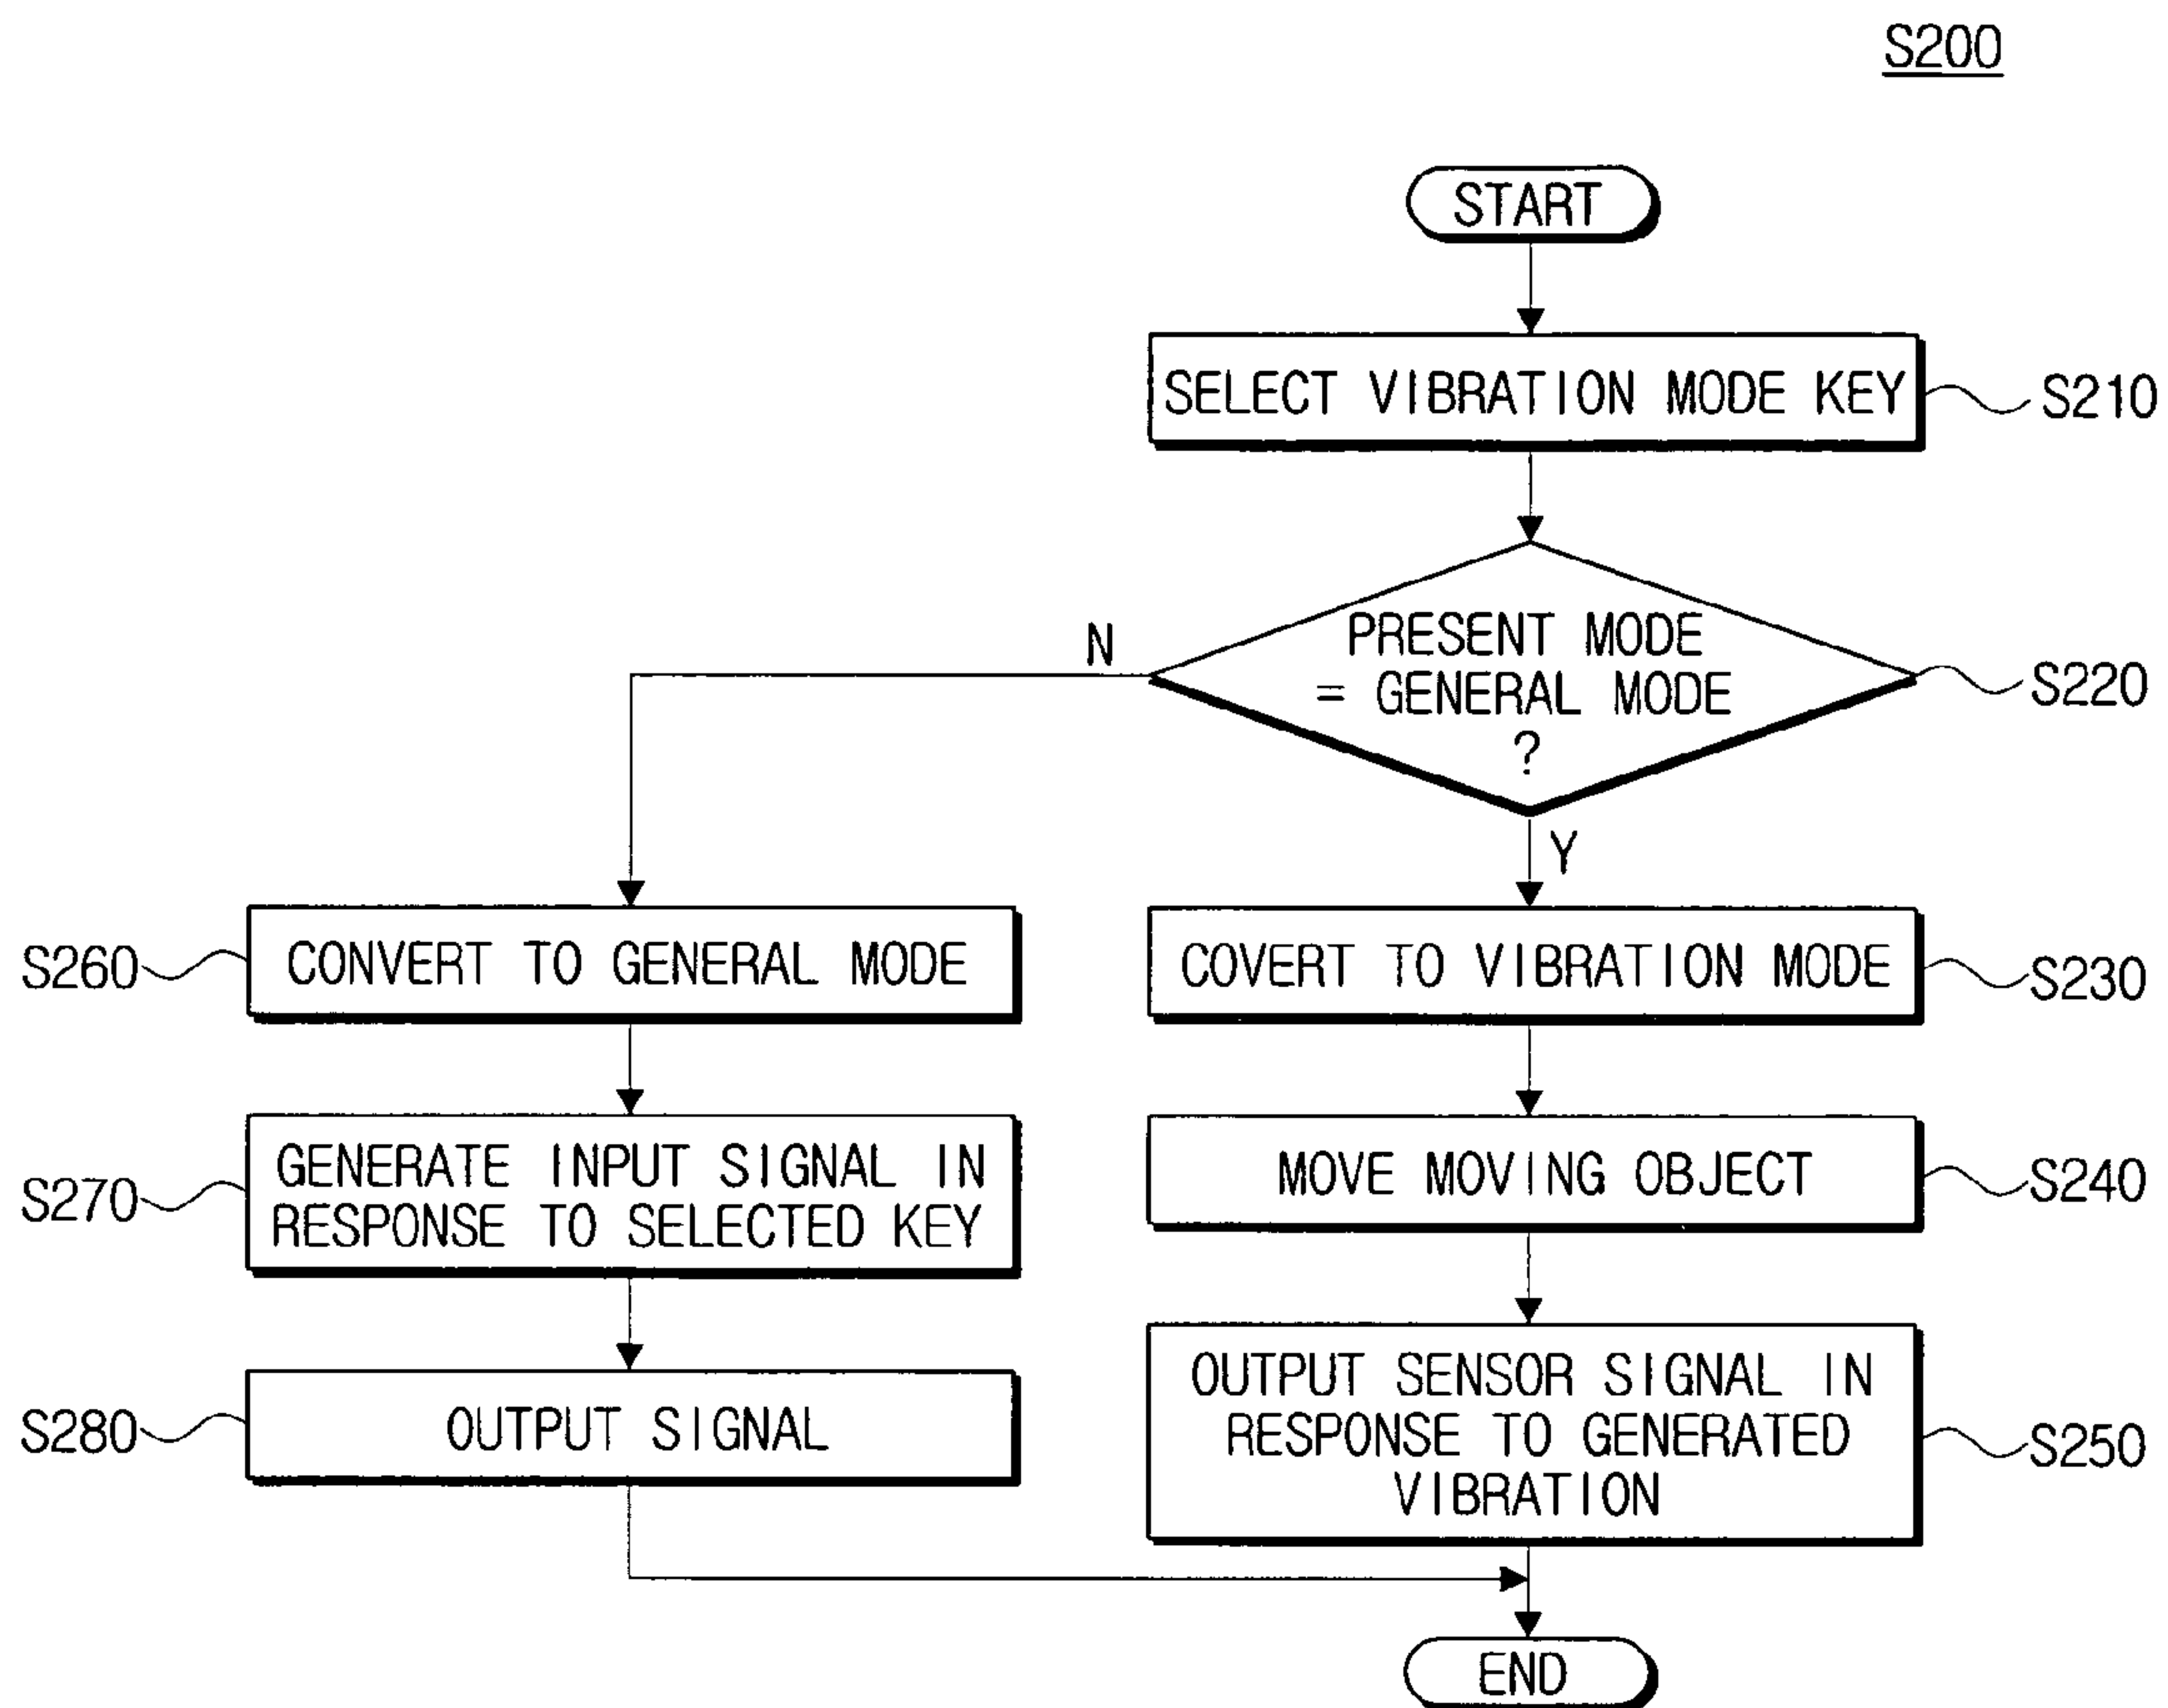 S200
START
SELECT VIBRATION MODE KEY
S210
PRESENT MODE
= GENERAL MODE
?
S220
N
Y
S260
CONVERT TO GENERAL MODE
COVERT TO VIBRATION MODE
S230
S270
GENERATE INPUT SIGNAL IN
RESPONSE TO SELECTED KEY
MOVE MOVING OBJECT
S240
S280
OUTPUT SIGNAL
OUTPUT SENSOR SIGNAL IN
RESPONSE TO GENERATED
VIBRATION
S250
END